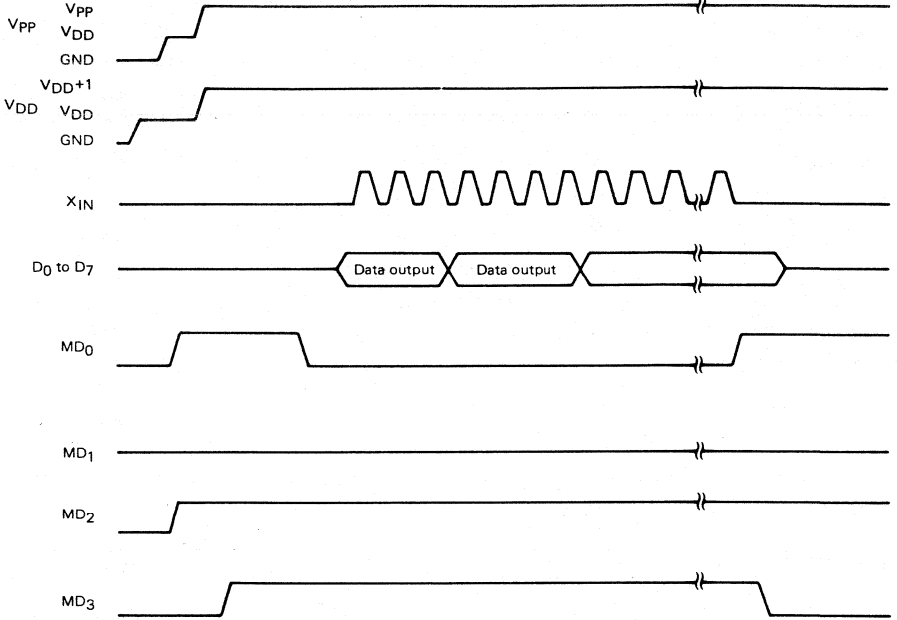 VPP
VPP
VDD
GND
VDD+1
VDD
VDD
GND
XIN
D0 to D7
Data output
Data output
MD0
MD1
MD2
MD3